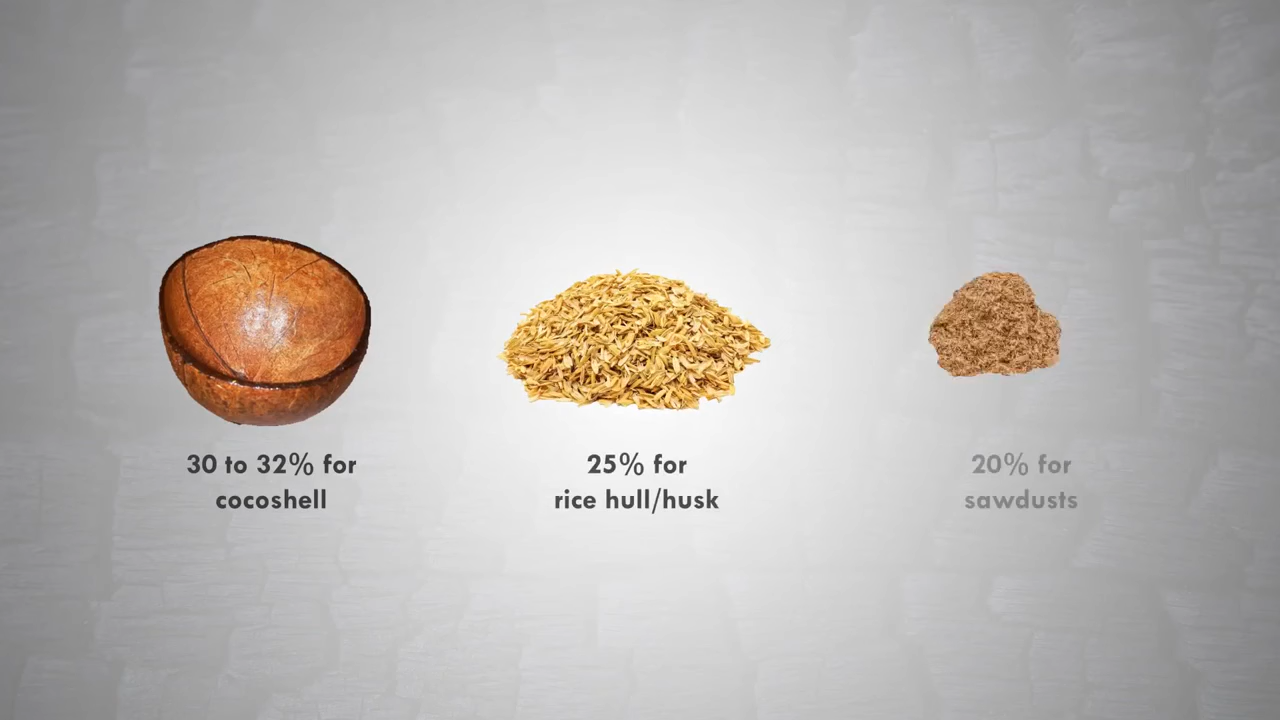 30 to 32% for
cocoshell
25% for
rice hull/husk
20% for
sawdusts